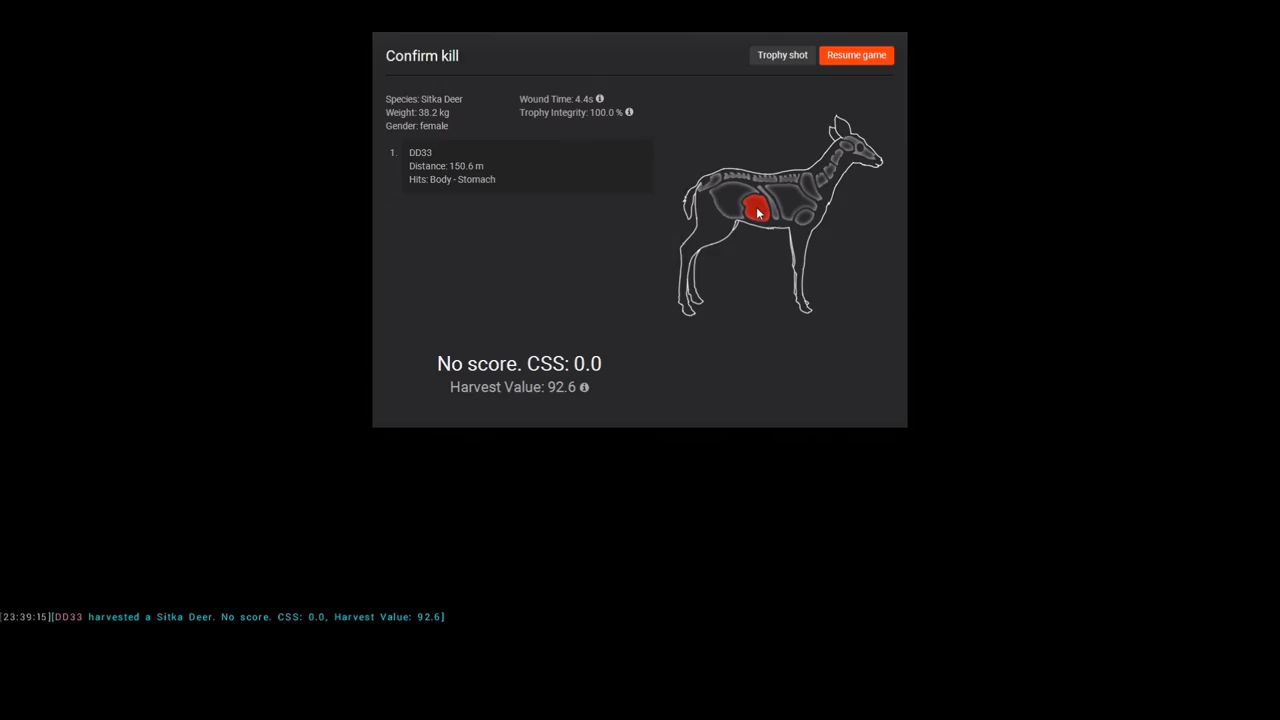 Confirm kill
Trophy shot
Resume game
Species: Sitka Deer
Weight: 38.2 kg
Gender: female
Wound Time: 4.4s
Trophy Integrity: 100.0 %
1.
DD33
Distance: 150.6 m
Hits: Body - Stomach
No score. CSS: 0.0
Harvest Value: 92.6
[23:39:15][DD33 harvested a Sitka Deer. No score. CSS: 0.0, Harvest Value: 92.6]